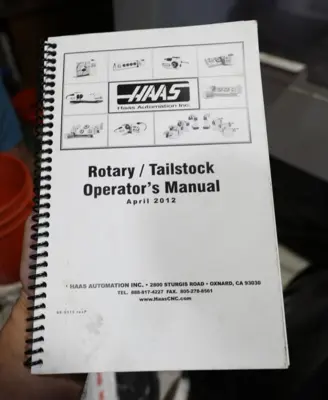 HAAS
Haas Automation Inc.
Rotary / Tailstock
Operator's Manual
April 2012
• HAAS AUTOMATION INC. • 2800 STURGIS ROAD • OXNARD, CA 93030
TEL. 888-817-4227 FAX. 805-278-8561
www.HaasCNC.com